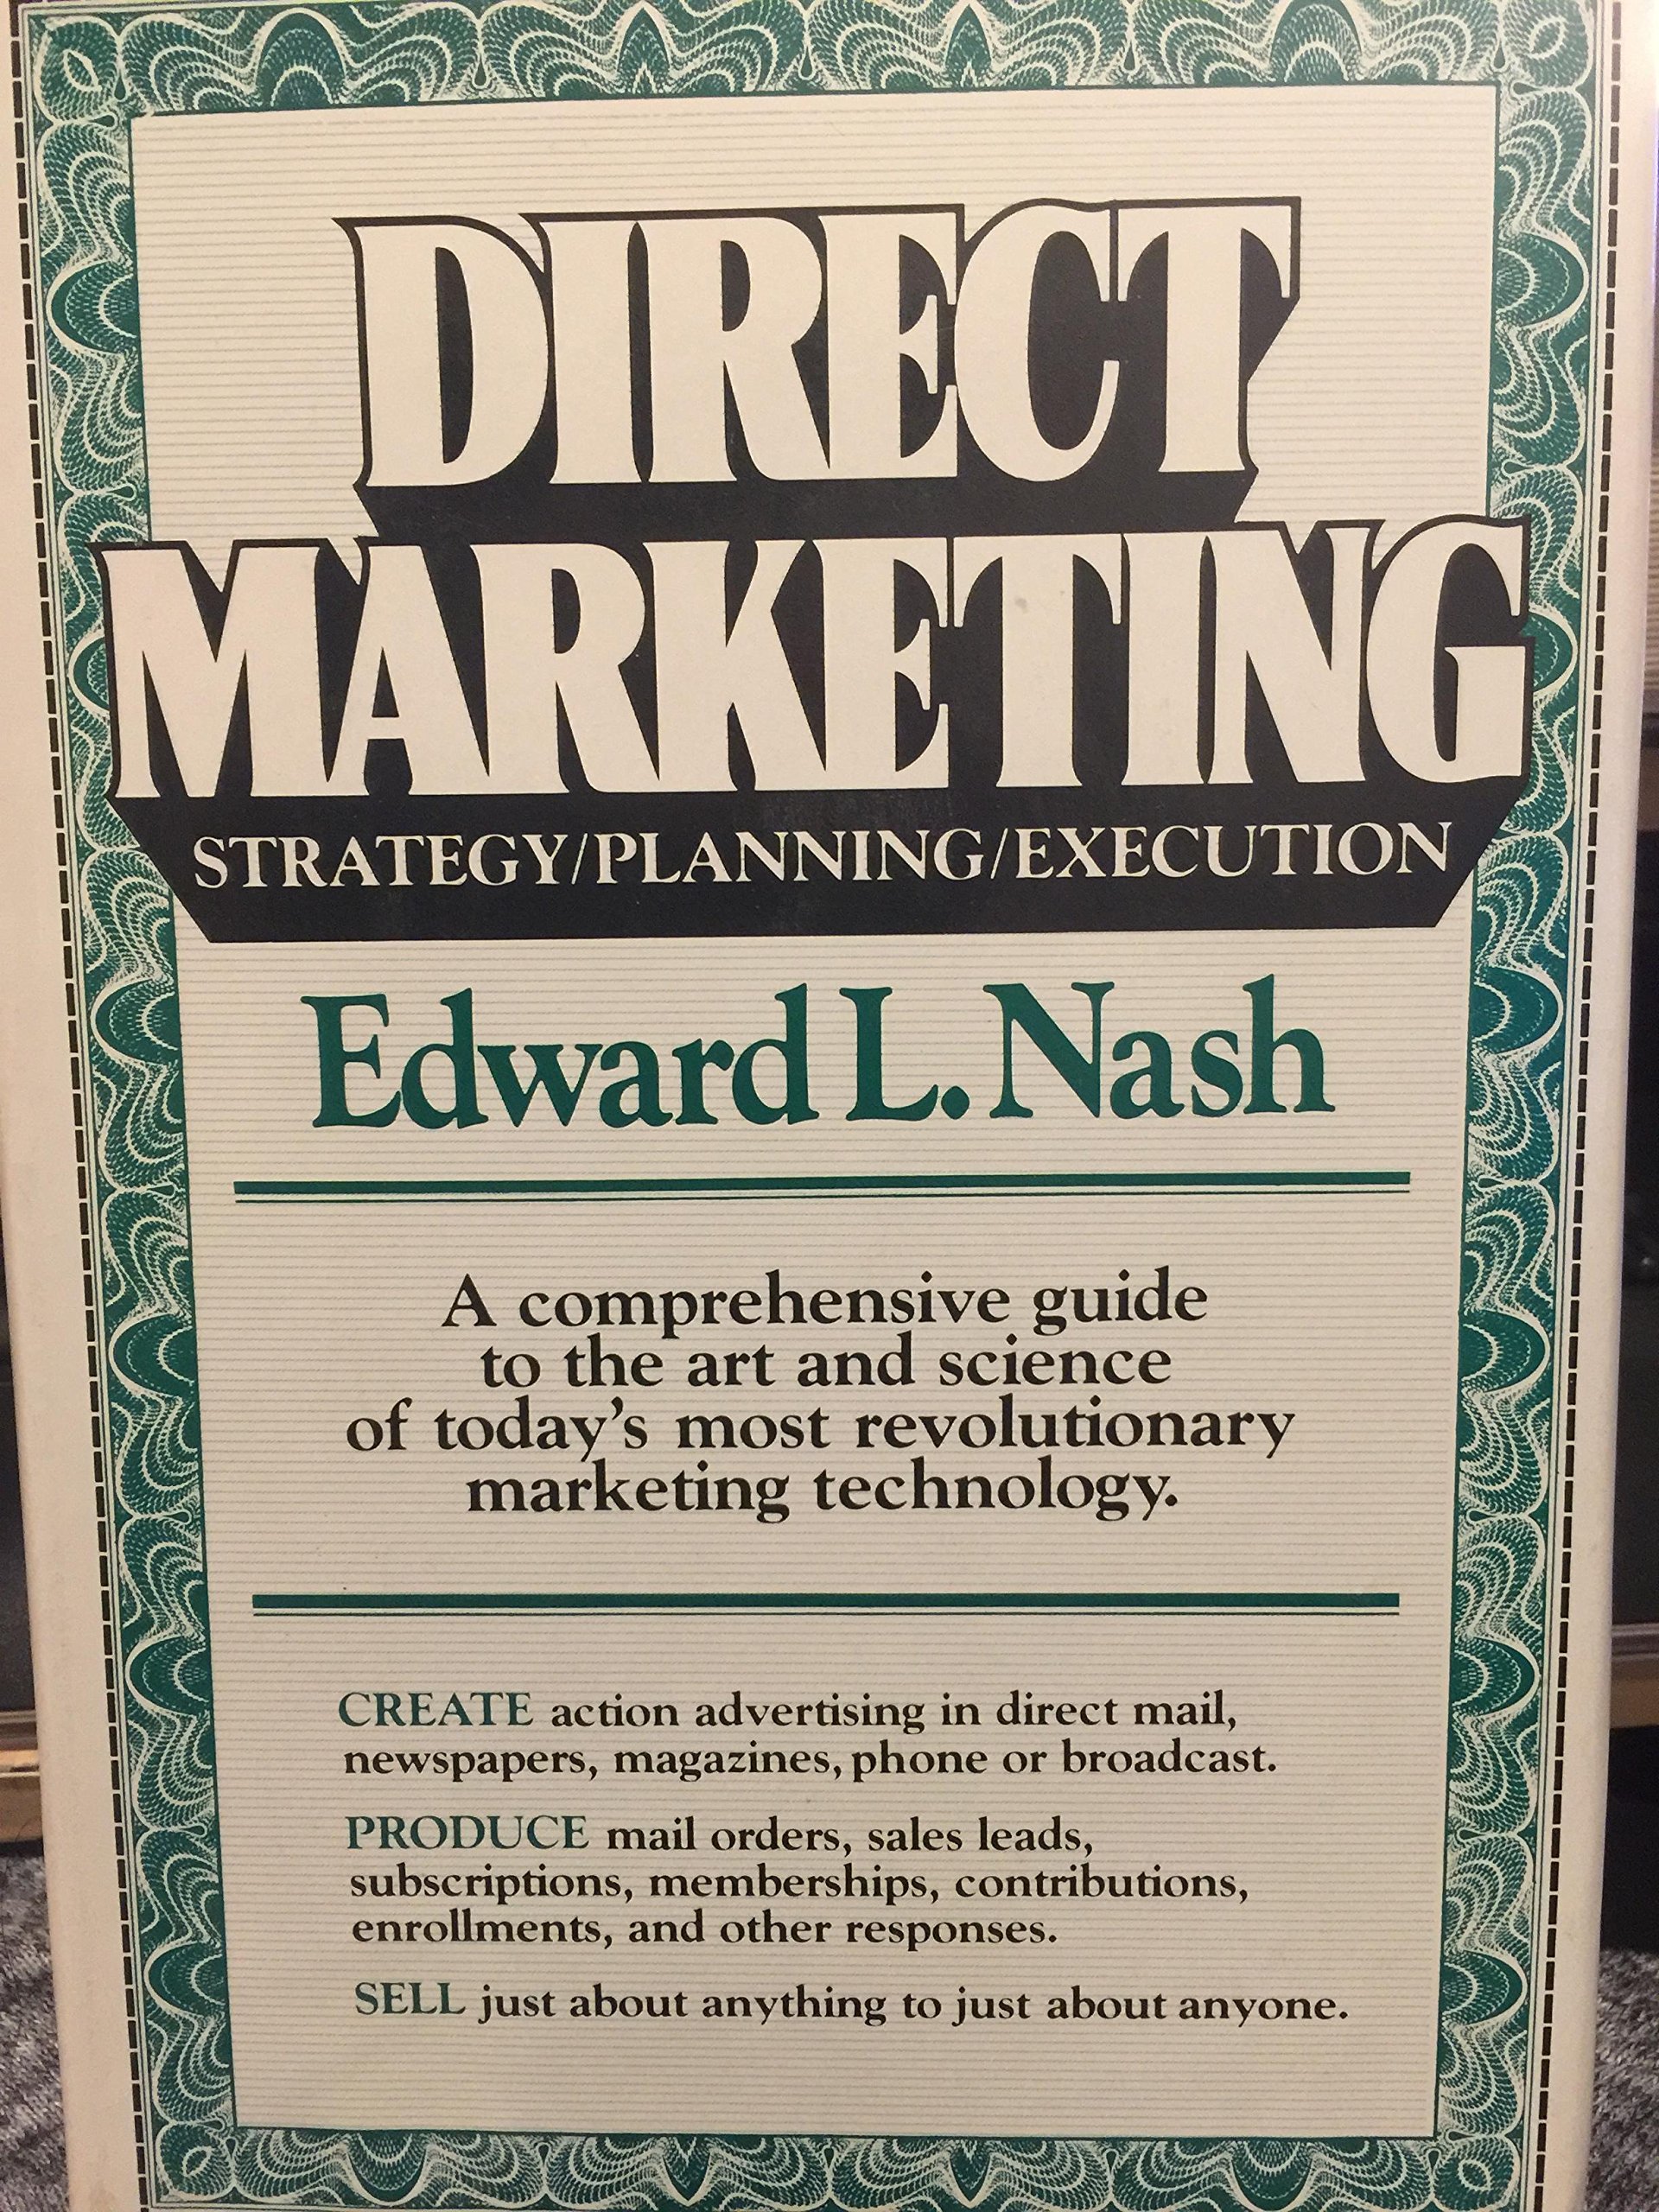 DIRECT
MARKETING
STRATEGY/PLANNING/EXECUTION
Edward L. Nash
A comprehensive guide
to the art and science
of today's most revolutionary
marketing technology.
CREATE action advertising in direct mail,
newspapers, magazines, phone or broadcast.
PRODUCE mail orders, sales leads,
subscriptions, memberships, contributions,
enrollments, and other responses.
SELL just about anything to just about anyone.